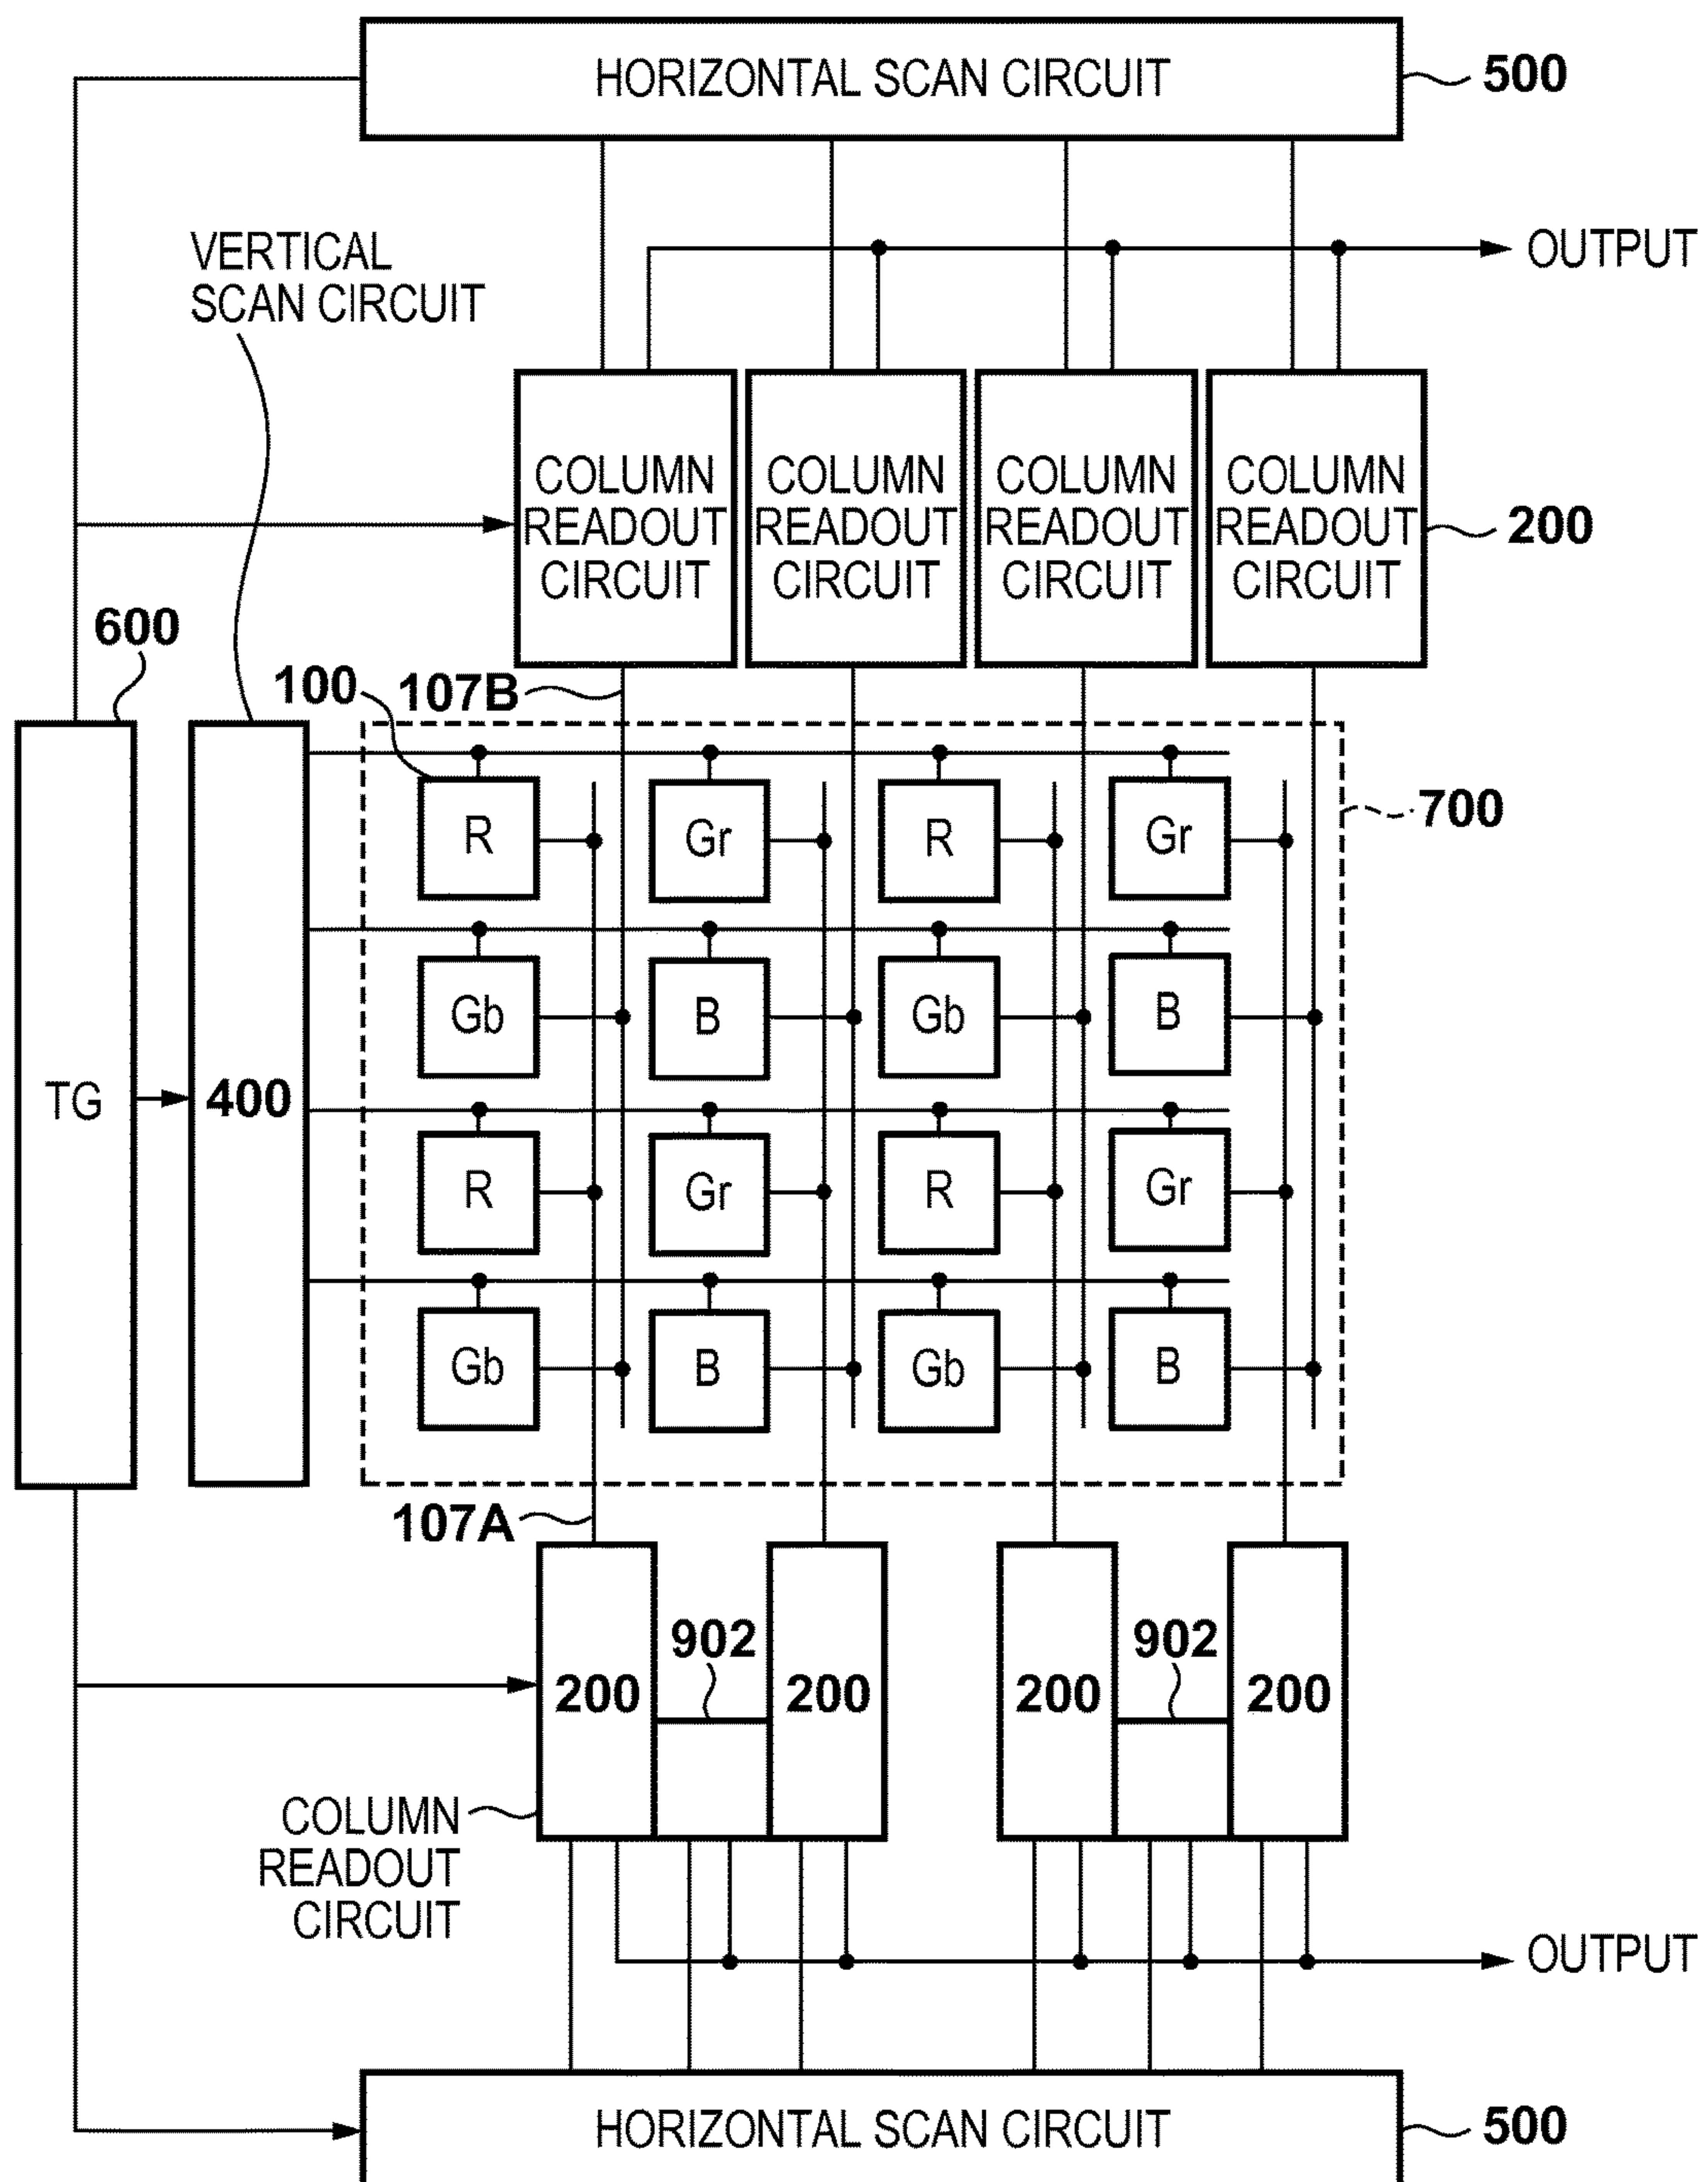 HORIZONTAL SCAN CIRCUIT
500
VERTICAL
SCAN CIRCUIT
OUTPUT
COLUMN
READOUT
CIRCUIT
COLUMN
READOUT
CIRCUIT
COLUMN
READOUT
CIRCUIT
COLUMN
READOUT
CIRCUIT
200
600
100
107B
700
R
Gr
R
Gr
Gb
B
Gb
B
TG
400
R
Gr
R
Gr
Gb
B
Gb
B
107A
902
902
200
200
200
200
COLUMN
READOUT
CIRCUIT
OUTPUT
HORIZONTAL SCAN CIRCUIT
500